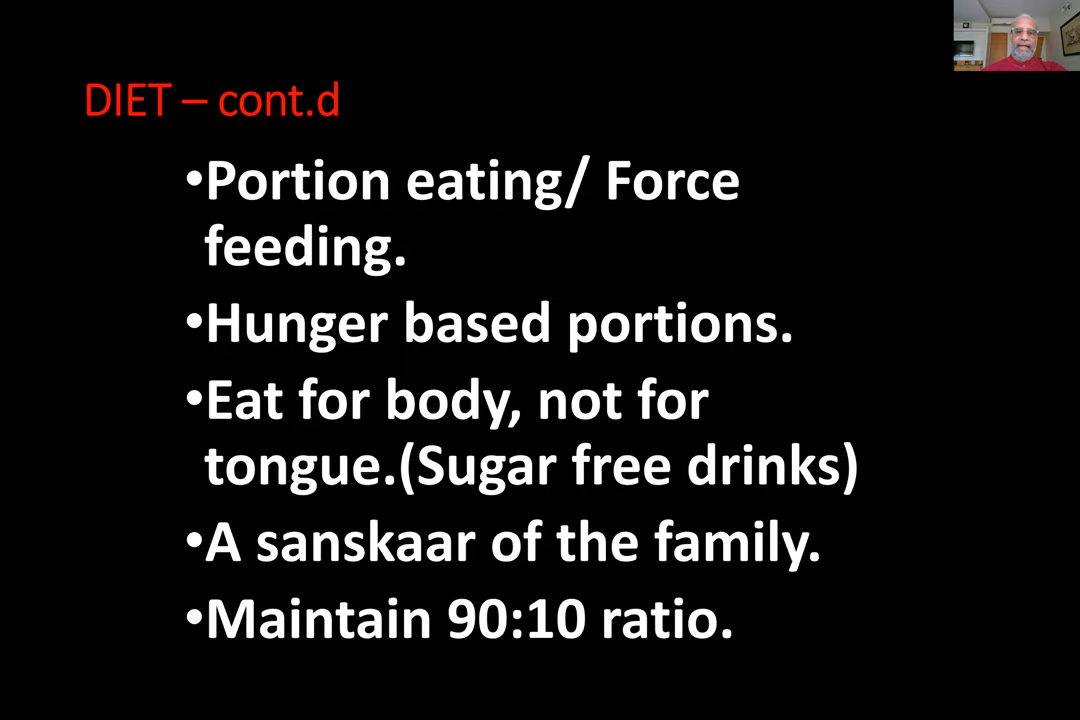 DIET – cont.d
•Portion eating/ Force
feeding.
•Hunger based portions.
•Eat for body, not for
tongue.(Sugar free drinks)
•A sanskaar of the family.
•Maintain 90:10 ratio.